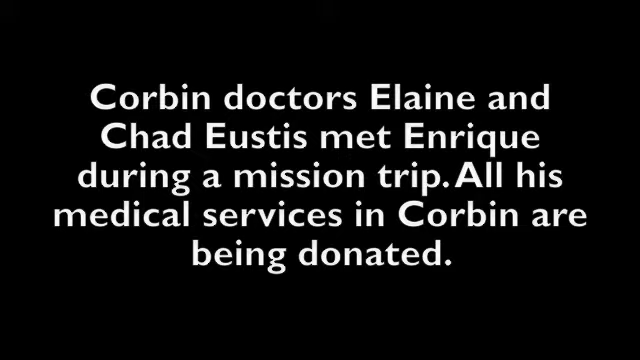 Corbin doctors Elaine and
Chad Eustis met Enrique
during a mission trip. All his
medical services in Corbin are
being donated.